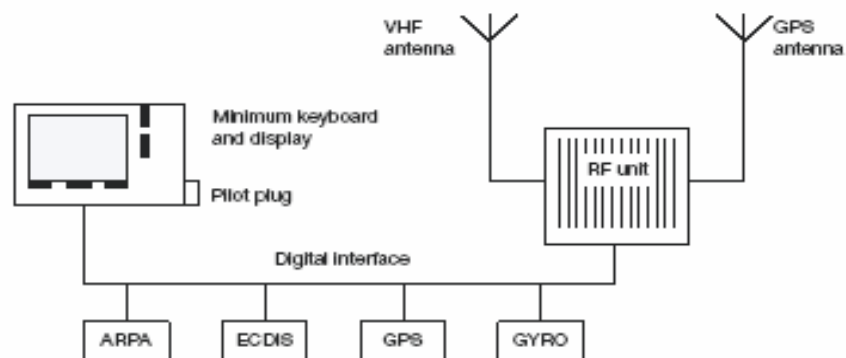 VHF
antenna
GPS
antenna
Minimum keyboard
and display
RF unit
Pilot plug
Digital interface
ARPA
ECDIS
GPS
GYRO